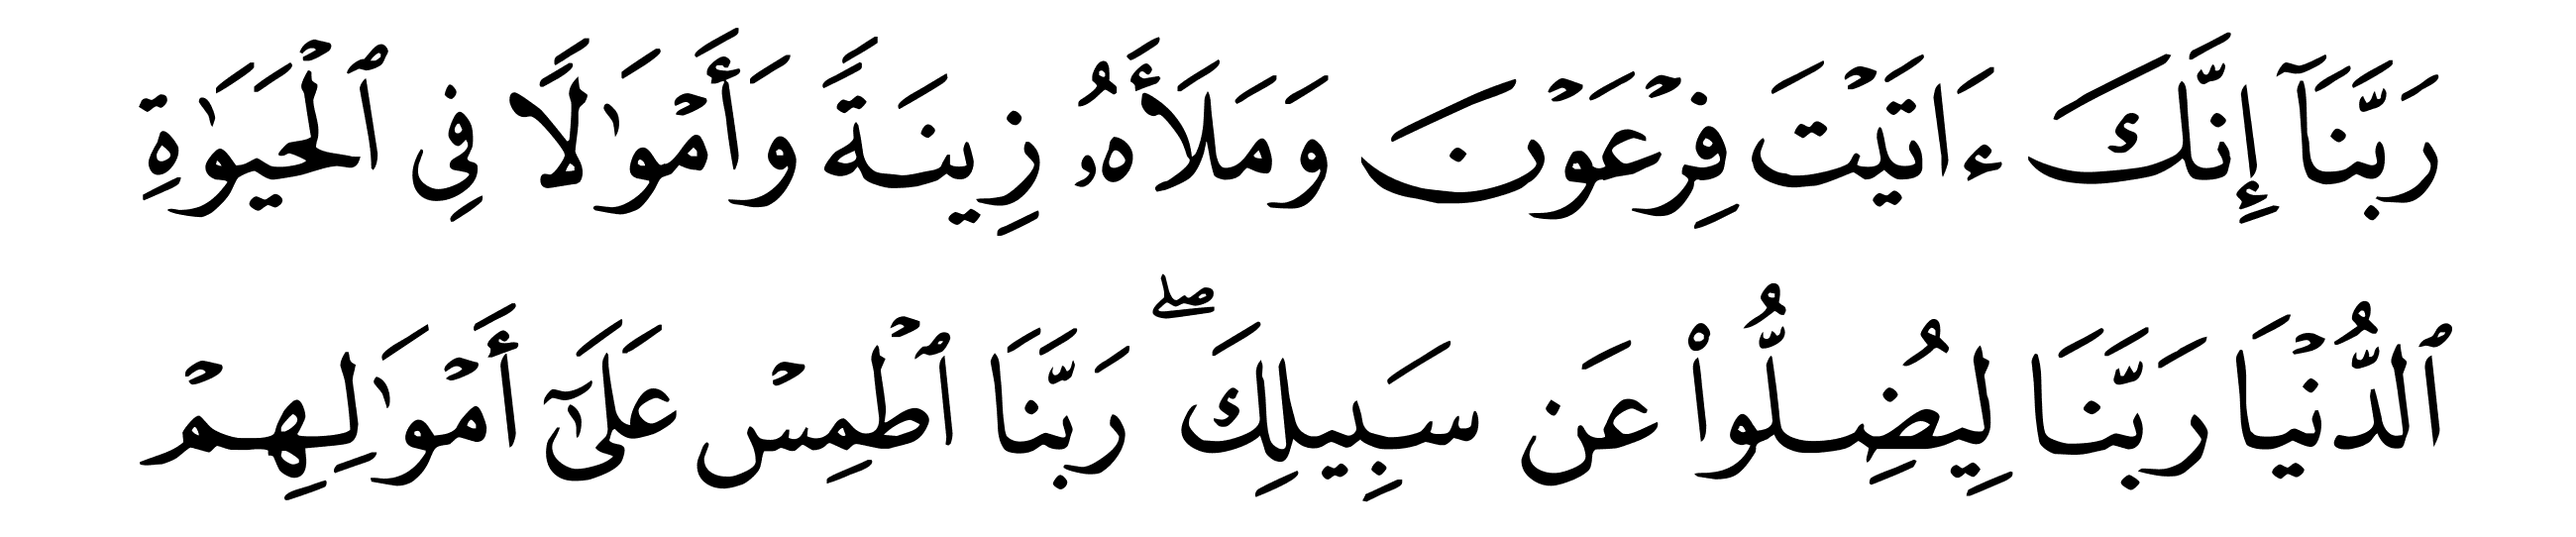 رَبَّنَآ إِنَّكَ ءَاتَيْتَ فِرْعَوْنَ وَمَلَأَهُۥ زِينَةً وَأَمْوَٰلًا فِى ٱلْحَيَوٰةِ
ٱلدُّنْيَا رَبَّنَا لِيُضِلُّوا۟ عَن سَبِيلِكَ ۖ رَبَّنَا ٱطْمِسْ عَلَىٰٓ أَمْوَٰلِهِمْ